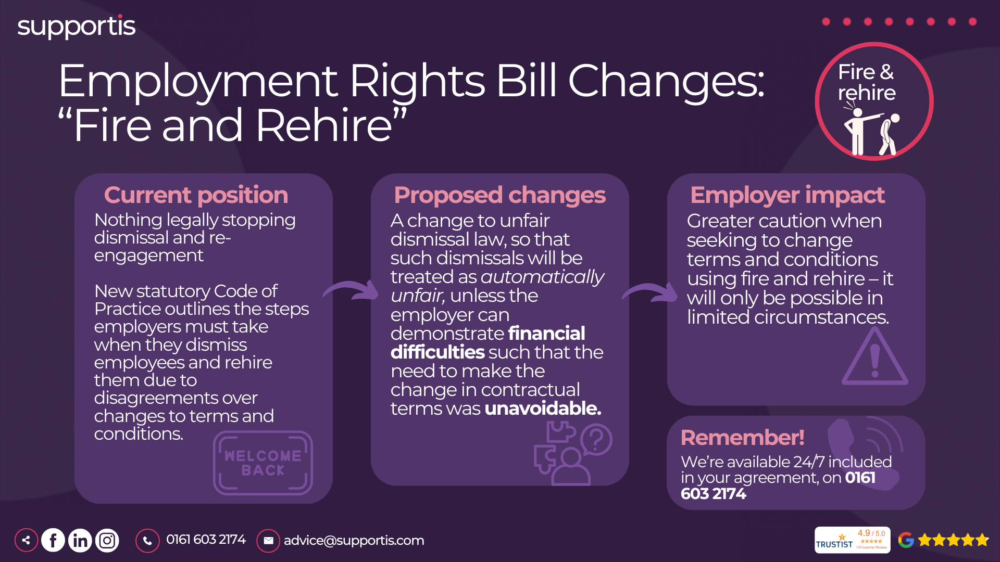 supportis
Employment Rights Bill Changes:
“Fire and Rehire”
Fire &
rehire
Current position
Nothing legally stopping
dismissal and re-
engagement
New statutory Code of
Practice outlines the steps
employers must take
when they dismiss
employees and rehire
them due to
disagreements over
changes to terms and
conditions.
WELCOME
BACK
Proposed changes
A change to unfair
dismissal law, so that
such dismissals will be
treated as automatically
unfair, unless the
employer can
demonstrate financial
difficulties such that the
need to make the
change in contractual
terms was unavoidable.
Employer impact
Greater caution when
seeking to change
terms and conditions
using fire and rehire – it
will only be possible in
limited circumstances.
Remember!
We’re available 24/7 included
in your agreement, on 0161
603 2174
0161 603 2174
advice@supportis.com
TRUSTIST
4.9 / 5.0
116 Customer Reviews